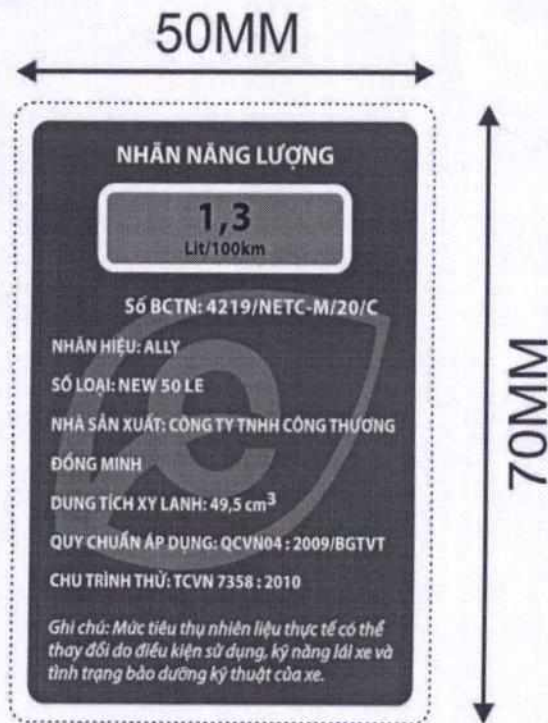 50MM
NHÃN NĂNG LƯỢNG
1,3
Lit/100km
Số BCTN: 4219/NETC-M/20/C
NHÃN HIỆU: ALLY
SỐ LOẠI: NEW 50 LE
NHÀ SẢN XUẤT: CÔNG TY TNHH CÔNG THƯƠNG
ĐỒNG MINH
DUNG TÍCH XY LANH: 49,5 cm³
QUY CHUẨN ÁP DỤNG: QCVN04 : 2009/BGTVT
CHU TRÌNH THỬ: TCVN 7358 : 2010
Ghi chú: Mức tiêu thụ nhiên liệu thực tế có thể
thay đổi do điều kiện sử dụng, kỹ năng lái xe và
tình trạng bảo dưỡng kỹ thuật của xe.
70MM